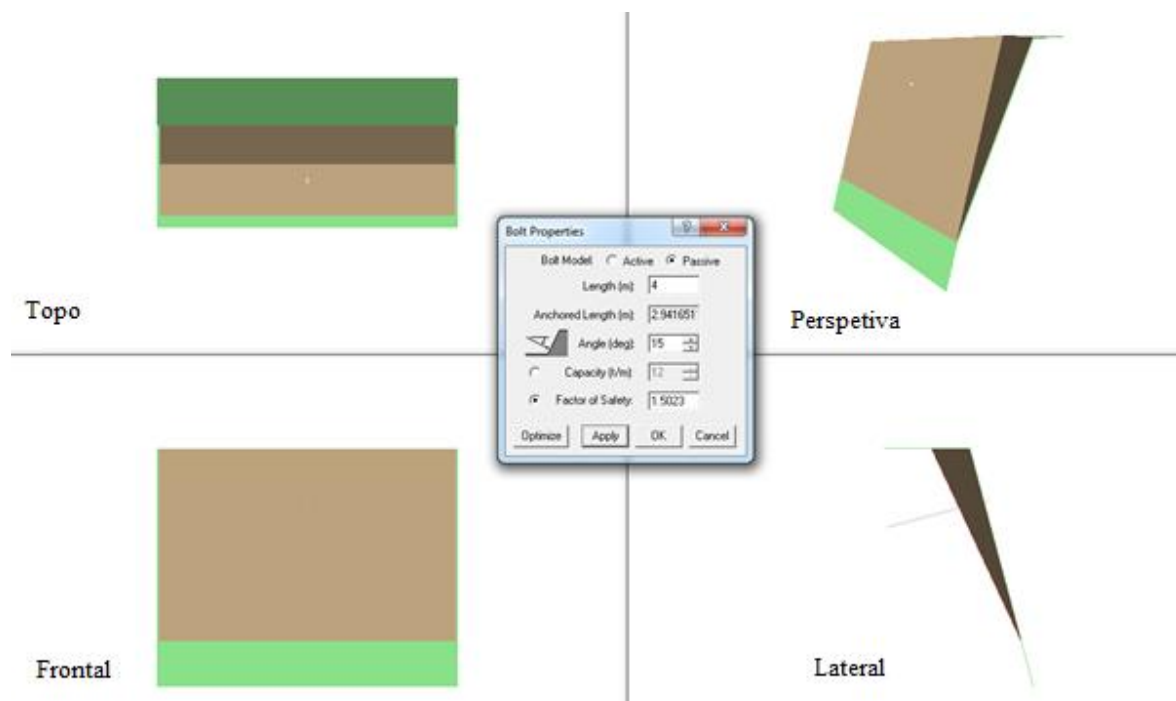 Bolt Properties
Bolt Model: Active Passive
Length (m): 4
Anchored Length (m): 2.941651
Angle (deg): 15
Capacity (t/m): 12
Factor of Safety: 1.5023
Optimize Apply OK Cancel
Topo
Perspetiva
Frontal
Lateral